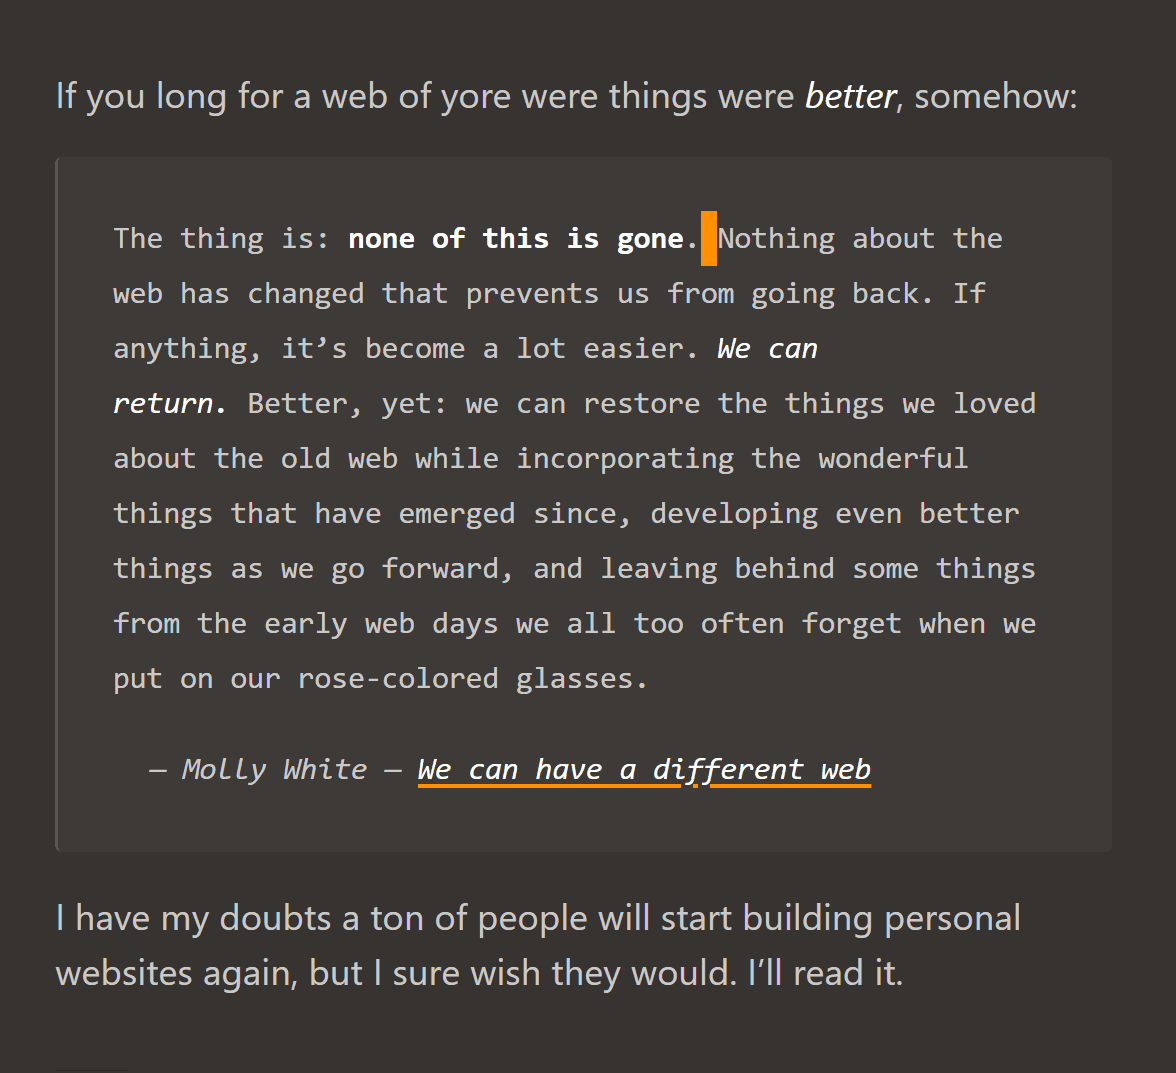 If you long for a web of yore were things were better, somehow:
The thing is: none of this is gone. Nothing about the
web has changed that prevents us from going back. If
anything, it’s become a lot easier. We can
return. Better, yet: we can restore the things we loved
about the old web while incorporating the wonderful
things that have emerged since, developing even better
things as we go forward, and leaving behind some things
from the early web days we all too often forget when we
put on our rose-colored glasses.
— Molly White — We can have a different web
I have my doubts a ton of people will start building personal
websites again, but I sure wish they would. I’ll read it.